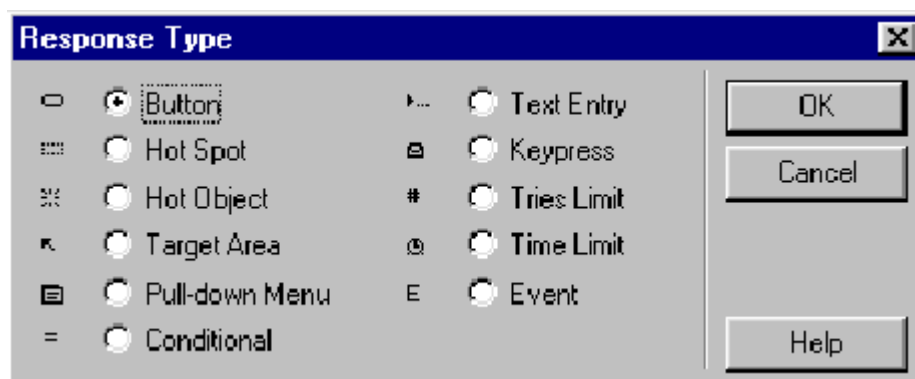 Response Type
Button
Hot Spot
Hot Object
Target Area
Pull-down Menu
= Conditional
Text Entry
Keypress
# Tries Limit
Time Limit
E Event
OK
Cancel
Help